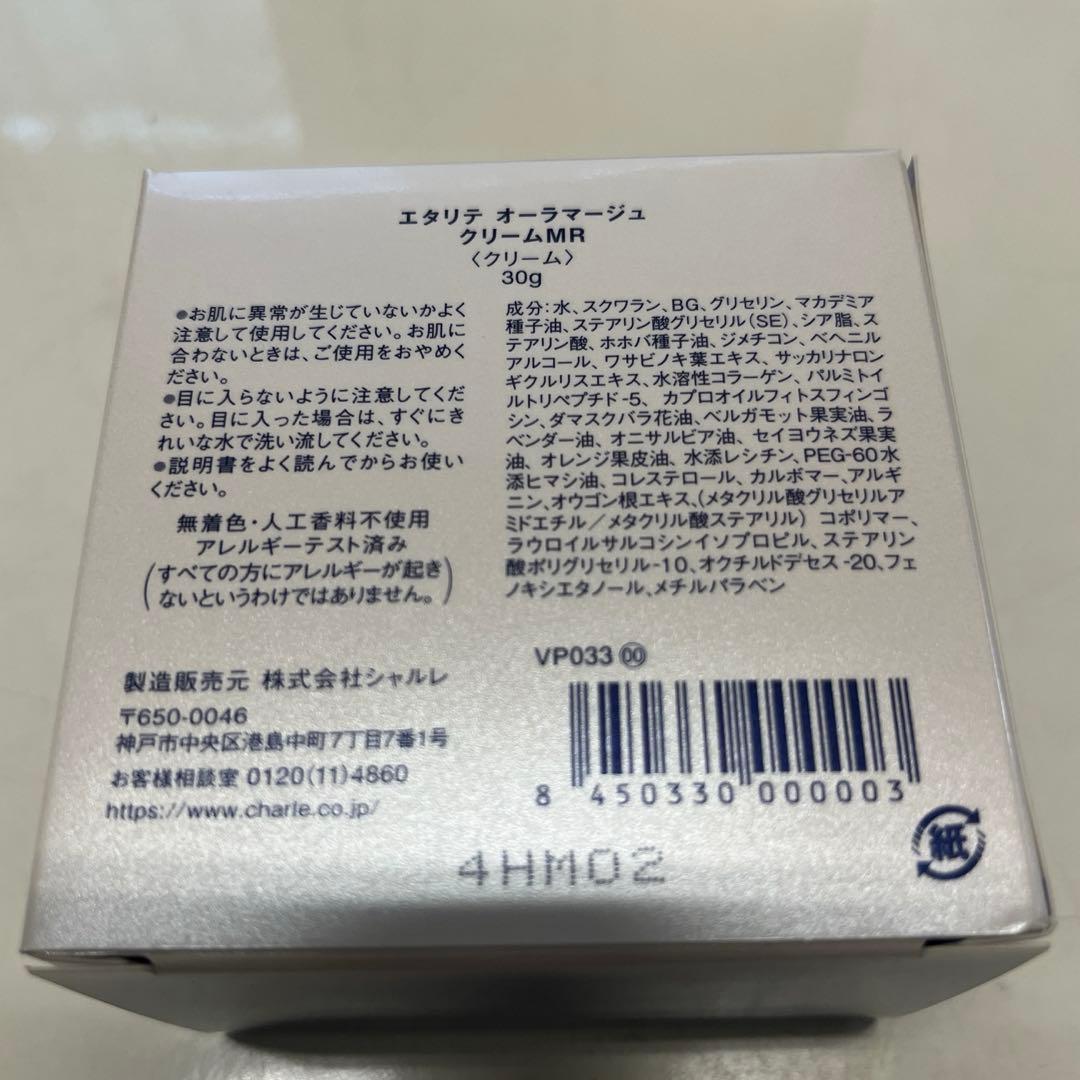 エタリテ オーラマージュ
クリームMR
〈クリーム〉
30g
●お肌に異常が生じていないかよく
注意して使用してください。お肌に
合わないときは、ご使用をおやめく
ださい。
●目に入らないように注意してくだ
さい。目に入った場合は、すぐにき
れいな水で洗い流してください。
●説明書をよく読んでからお使い
ください。
無着色・人工香料不使用
アレルギーテスト済み
(すべての方にアレルギーが起き
ないというわけではありません。)
成分：水、スクワラン、BG、グリセリン、マカデミア
種子油、ステアリン酸グリセリル（SE）、シア脂、ス
テアリン酸、ホホバ種子油、ジメチコン、ベヘニル
アルコール、ワサビノキ葉エキス、サッカリナロン
ギクルリスエキス、水溶性コラーゲン、パルミトイ
ルトリペプチド-5、カプロオイルフィトスフィンゴ
シン、ダマスクバラ花油、ベルガモット果実油、ラ
ベンダー油、オニサルビア油、セイヨウネズ果実
油、オレンジ果皮油、水添レシチン、PEG-60水
添ヒマシ油、コレステロール、カルボマー、アルギ
ニン、オウゴン根エキス、（メタクリル酸グリセリルア
ミドエチル／メタクリル酸ステアリル）コポリマー、
ラウロイルサルコシンイソプロピル、ステアリン
酸ポリグリセリル-10、オクチルドデセス-20、フェ
ノキシエタノール、メチルパラベン
製造販売元 株式会社シャルレ
〒650-0046
神戸市中央区港島中町7丁目7番1号
お客様相談室 0120(11)4860
https://www.charle.co.jp/
VP033 00
8 450330 000003
紙
4HM02